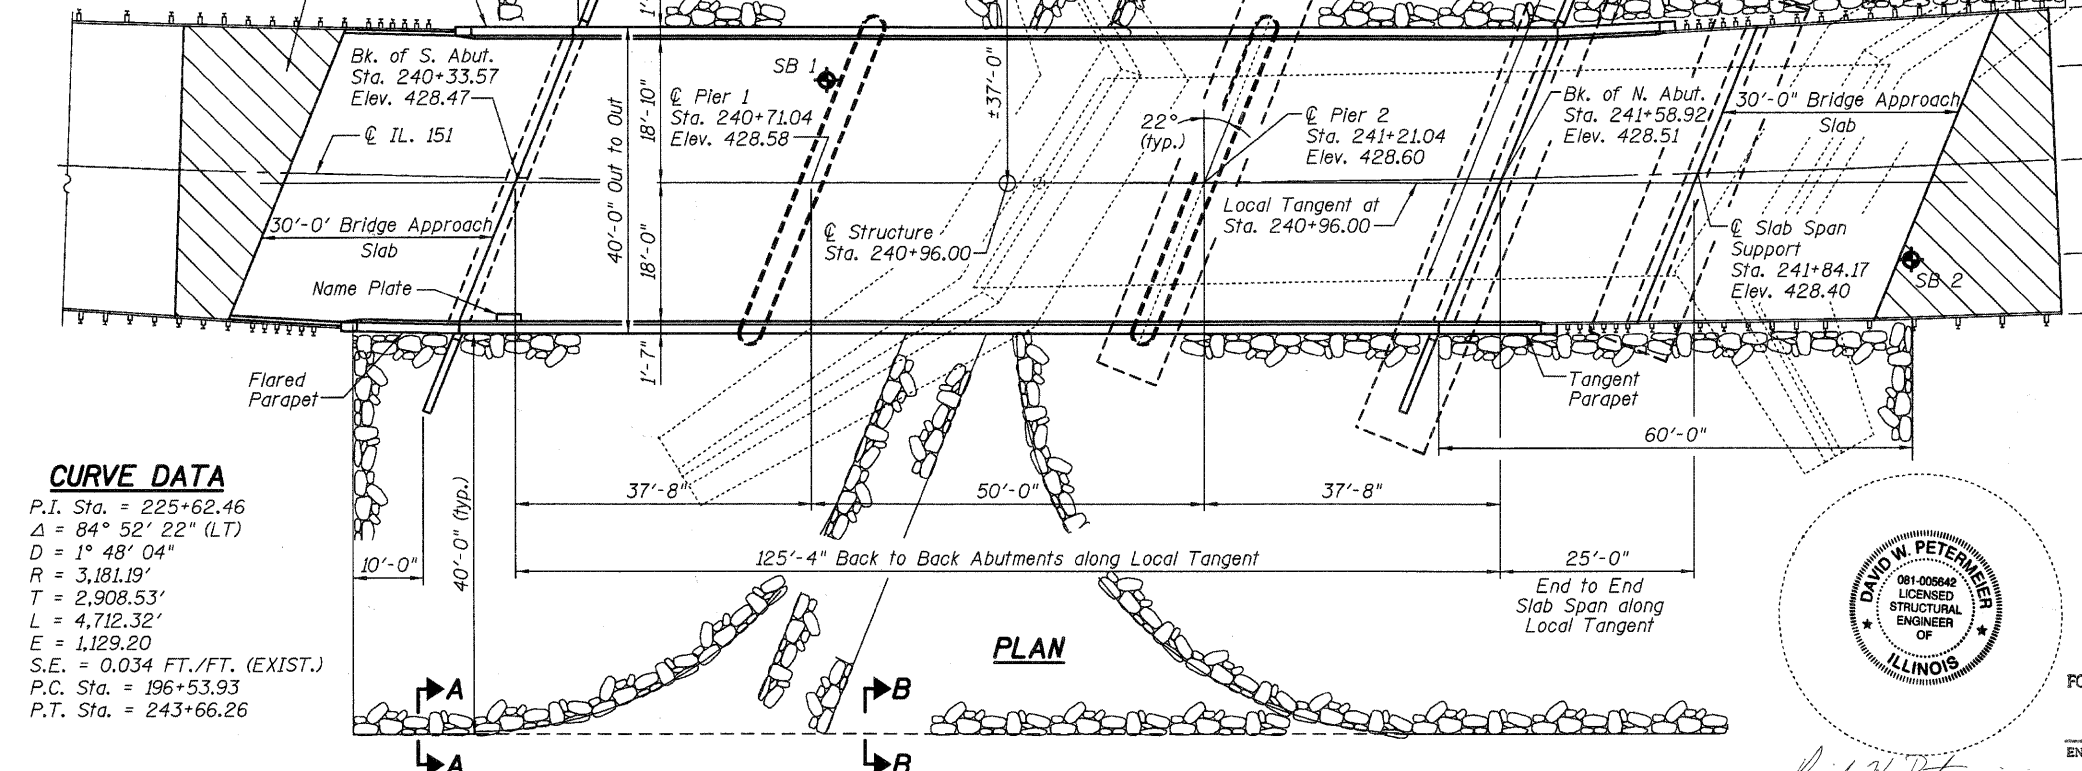 Bk. of S. Abut.
Sta. 240+33.57
Elev. 428.47
℄ IL. 151
30'-0' Bridge Approach
Slab
Name Plate
Flared
Parapet
40'-0" Out to Out
18'-10"
18'-0"
1'-7"
℄ Pier 1
Sta. 240+71.04
Elev. 428.58
SB 1
±37'-0"
℄ Structure
Sta. 240+96.00
22°
(typ.)
℄ Pier 2
Sta. 241+21.04
Elev. 428.60
Local Tangent at
Sta. 240+96.00
Bk. of N. Abut.
Sta. 241+58.92
Elev. 428.51
30'-0" Bridge Approach
Slab
℄ Slab Span
Support
Sta. 241+84.17
Elev. 428.40
SB 2
Tangent
Parapet
60'-0"
37'-8"
50'-0"
37'-8"
10'-0"
40'-0" (typ.)
125'-4" Back to Back Abutments along Local Tangent
25'-0"
End to End
Slab Span along
Local Tangent
CURVE DATA
P.I. Sta. = 225+62.46
Δ = 84° 52' 22" (LT)
D = 1° 48' 04"
R = 3,181.19'
T = 2,908.53'
L = 4,712.32'
E = 1,129.20
S.E. = 0.034 FT./FT. (EXIST.)
P.C. Sta. = 196+53.93
P.T. Sta. = 243+66.26
PLAN
A
A
B
B
DAVID W. PETERMEIER
081-005642
LICENSED
STRUCTURAL
ENGINEER
OF
ILLINOIS